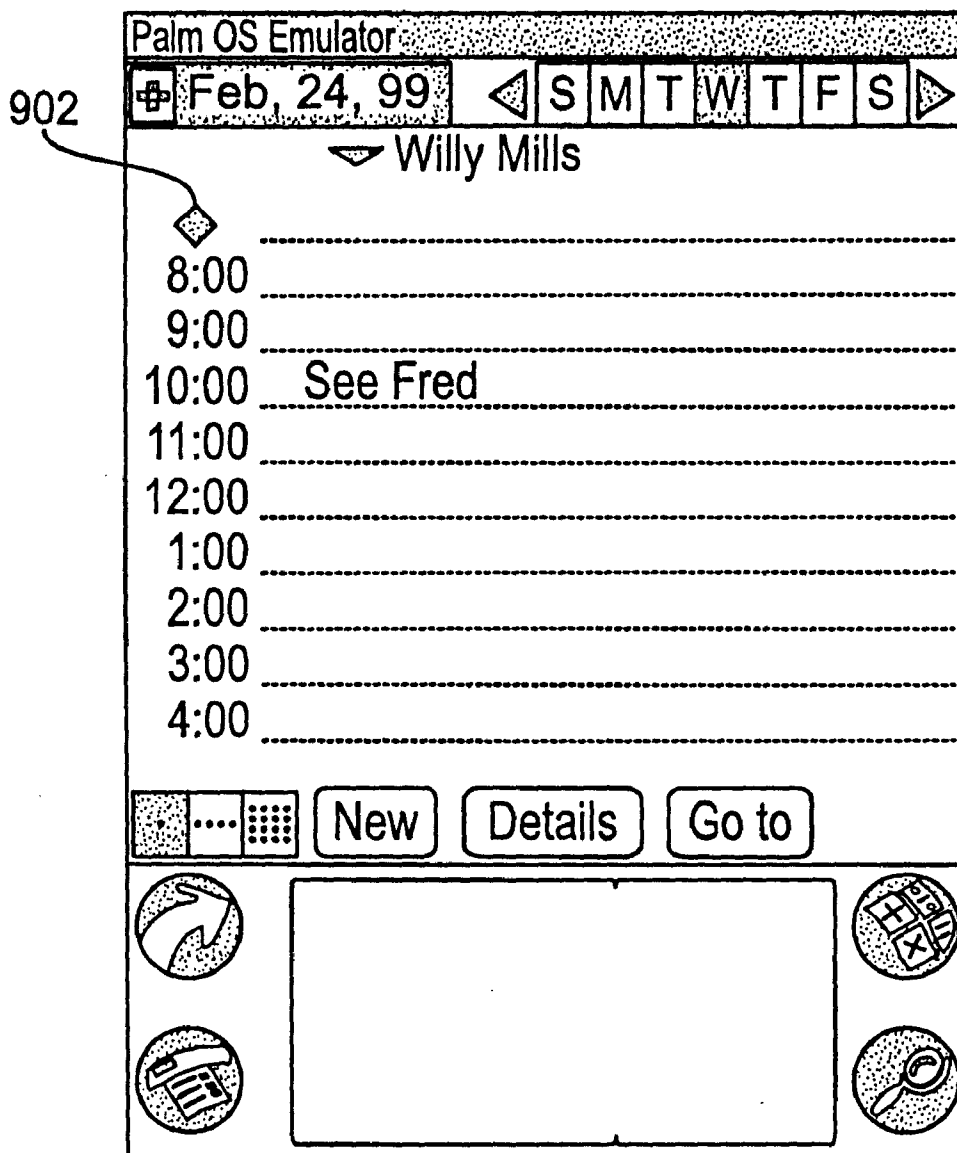 Palm OS Emulator
Feb, 24, 99 S M T W T F S
902
Willy Mills
8:00
9:00
10:00 See Fred
11:00
12:00
1:00
2:00
3:00
4:00
New Details Go to